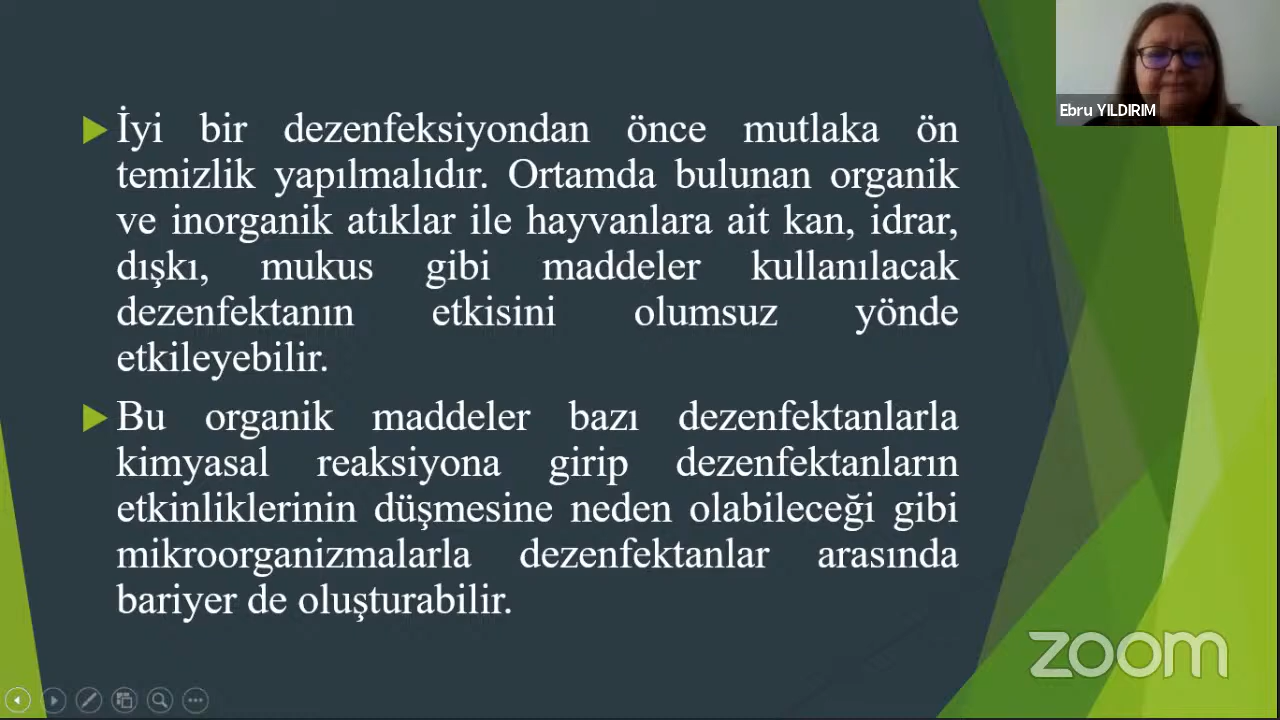 Ebru YILDIRIM
İyi bir dezenfeksiyondan önce mutlaka ön
temizlik yapılmalıdır. Ortamda bulunan organik
ve inorganik atıklar ile hayvanlara ait kan, idrar,
dışkı, mukus gibi maddeler kullanılacak
dezenfektanın etkisini olumsuz yönde
etkileyebilir.
Bu organik maddeler bazı dezenfektanlarla
kimyasal reaksiyona girip dezenfektanların
etkinliklerinin düşmesine neden olabileceği gibi
mikroorganizmalarla dezenfektanlar arasında
bariyer de oluşturabilir.
zoom